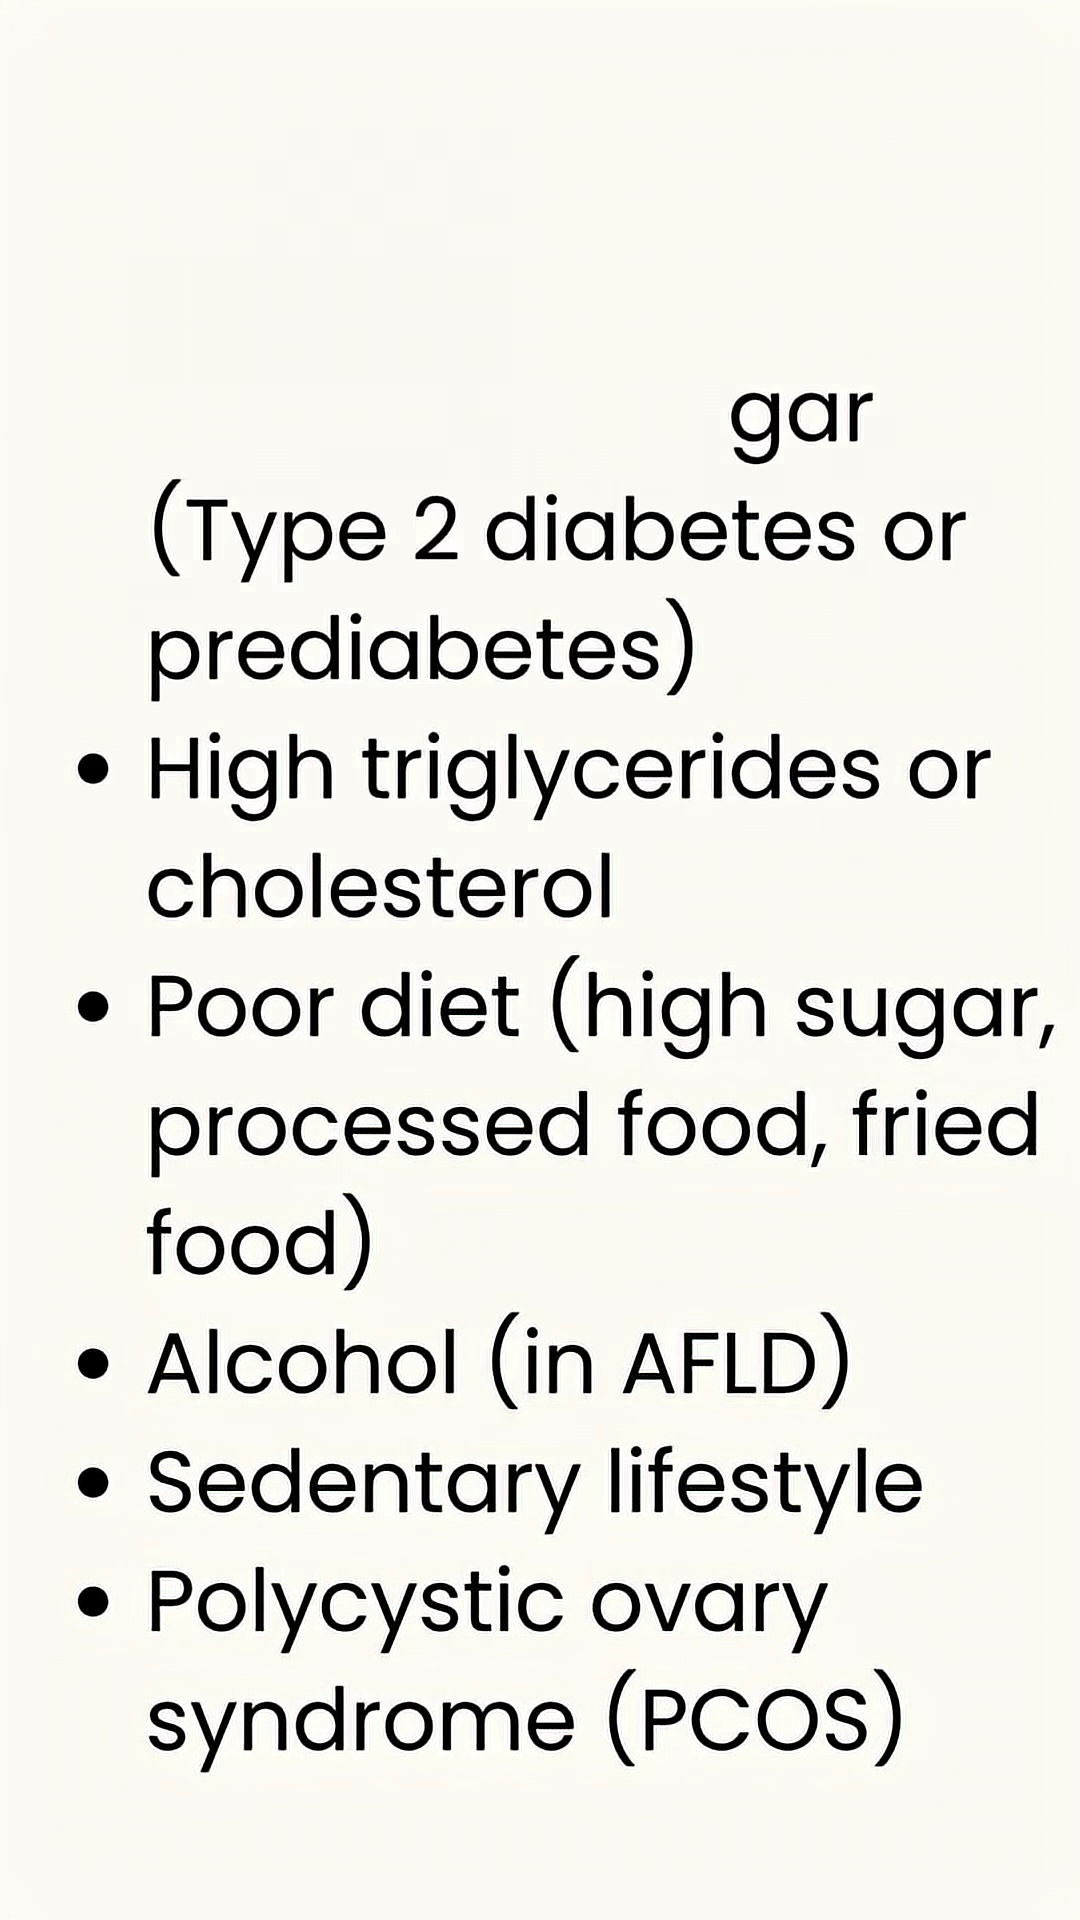 gar
(Type 2 diabetes or
prediabetes)
• High triglycerides or
cholesterol
• Poor diet (high sugar,
processed food, fried
food)
• Alcohol (in AFLD)
• Sedentary lifestyle
• Polycystic ovary
syndrome (PCOS)